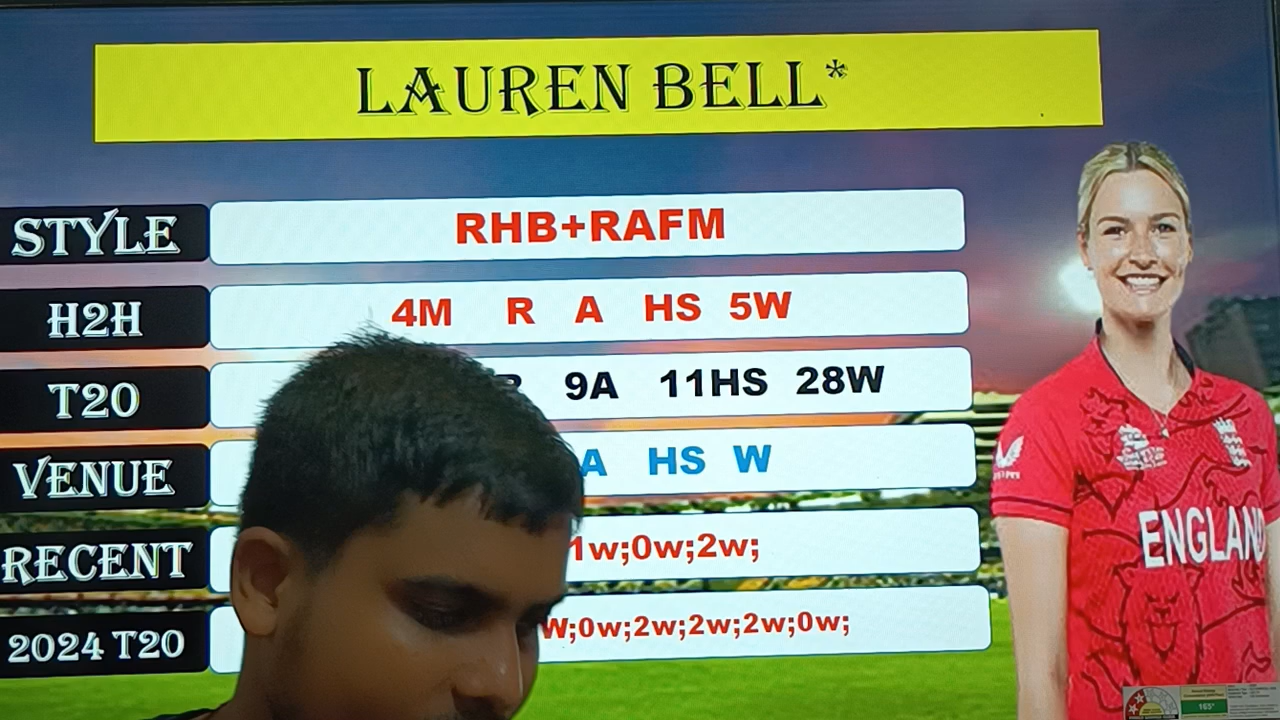 LAUREN BELL*
STYLE RHB+RAFM
H2H 4M R A HS 5W
T20 9A 11HS 28W
VENUE A HS W
RECENT 1w;0w;2w;
2024 T20 W;0w;2w;2w;2w;0w;
ENGLAND
165°